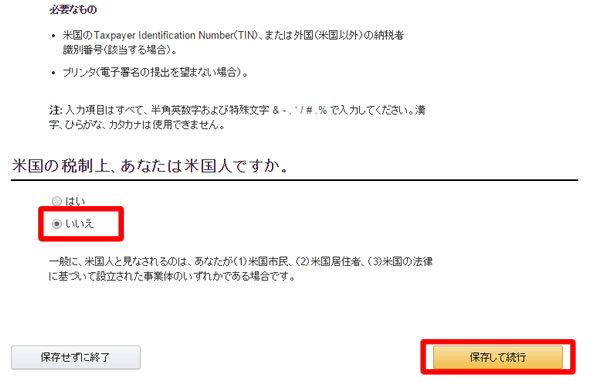 必要なもの
• 米国のTaxpayer Identification Number(TIN)、または外国(米国以外)の納税者
識別番号(該当する場合)。
• プリンタ(電子署名の提出を望まない場合)。
注: 入力項目はすべて、半角英数字および特殊文字 & - , ' / # . % で入力してください。漢
字、ひらがな、カタカナは使用できません。
米国の税制上、あなたは米国人ですか。
はい
いいえ
一般に、米国人と見なされるのは、あなたが(1)米国市民、(2)米国居住者、(3)米国の法律
に基づいて設立された事業体のいずれかである場合です。
保存せずに終了
保存して続行